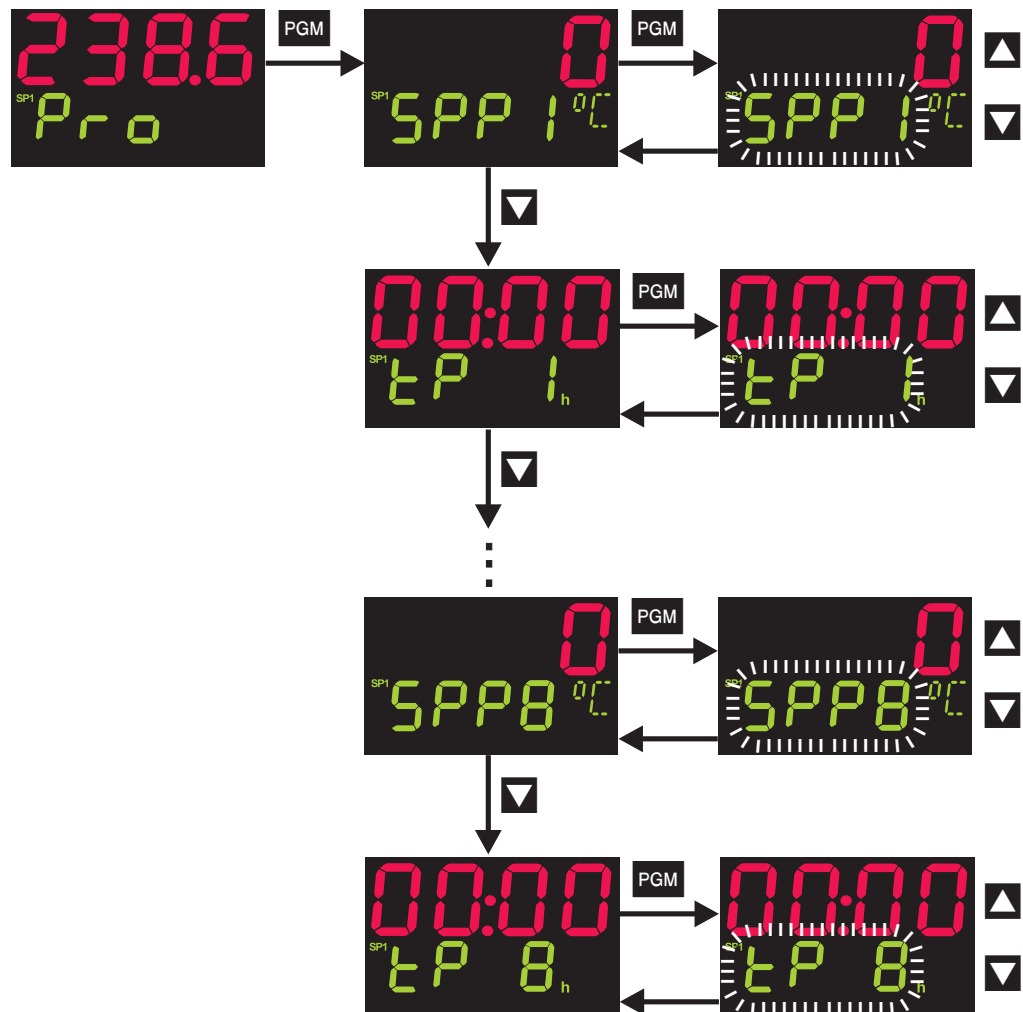 238.6
SP1
Pro
PGM
0
SP1
SPP1 °C
PGM
0
SP1
SPP1 °C
00:00
SP1
tP 1 h
PGM
00:00
SP1
tP 1 h
0
SP1
SPP8 °C
PGM
0
SP1
SPP8 °C
00:00
SP1
tP 8 h
PGM
00:00
SP1
tP 8 h